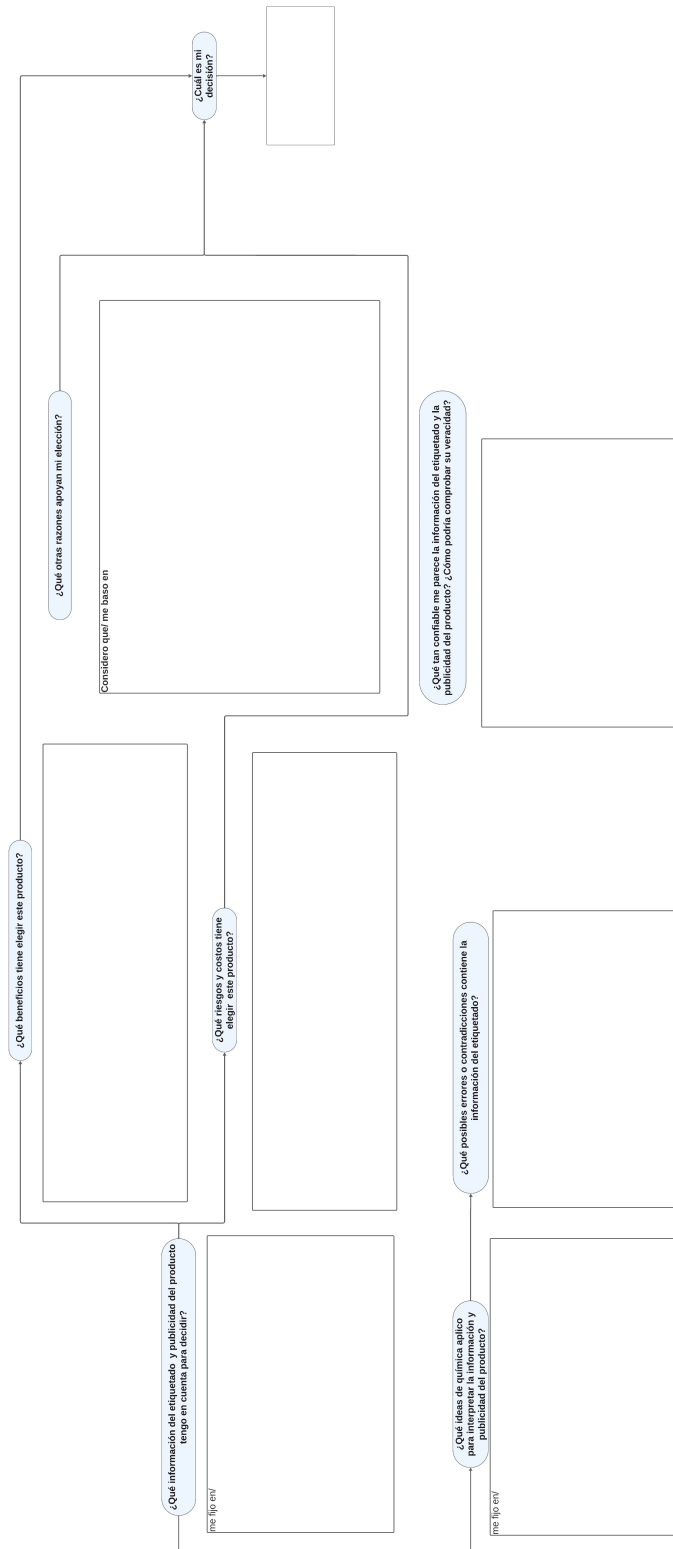 ¿Qué información del etiquetado y publicidad del producto
tengo en cuenta para decidir?
me fijo en/
¿Qué beneficios tiene elegir este producto?
¿Qué riesgos y costos tiene
elegir este producto?
¿Qué otras razones apoyan mi elección?
Considero que/ me baso en
¿Cuál es mi
decisión?
¿Qué ideas de química aplico
para interpretar la información y
publicidad del producto?
me fijo en/
¿Qué posibles errores o contradicciones contiene la
información del etiquetado?
¿Qué tan confiable me parece la información del etiquetado y la
publicidad del producto? ¿Cómo podría comprobar su veracidad?